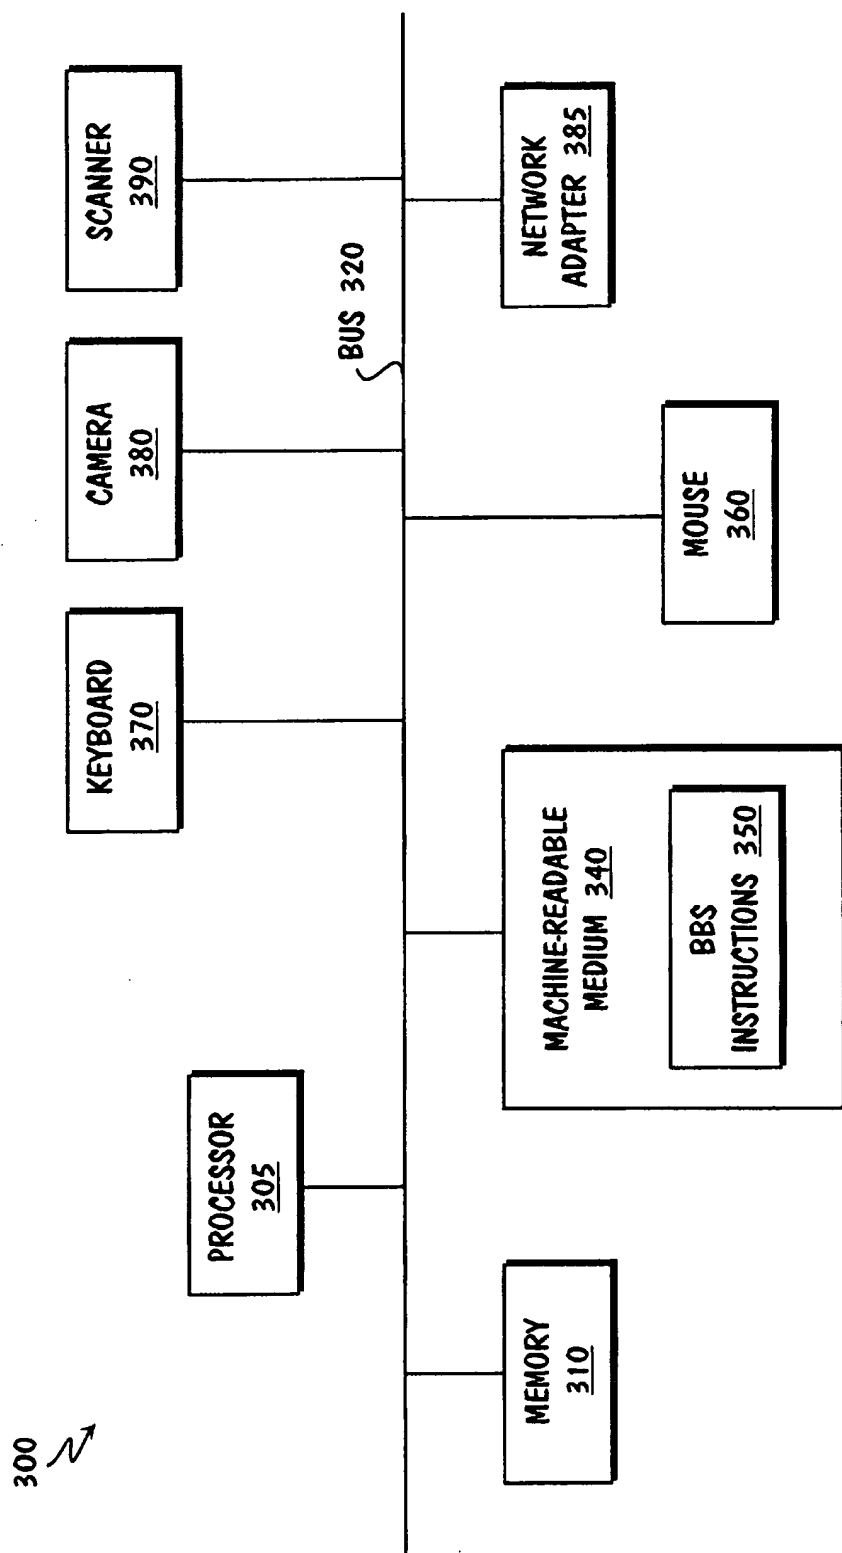 300
PROCESSOR
305
KEYBOARD
370
CAMERA
380
SCANNER
390
BUS 320
MEMORY
310
MACHINE-READABLE
MEDIUM 340
BBS
INSTRUCTIONS 350
MOUSE
360
NETWORK
ADAPTER 385